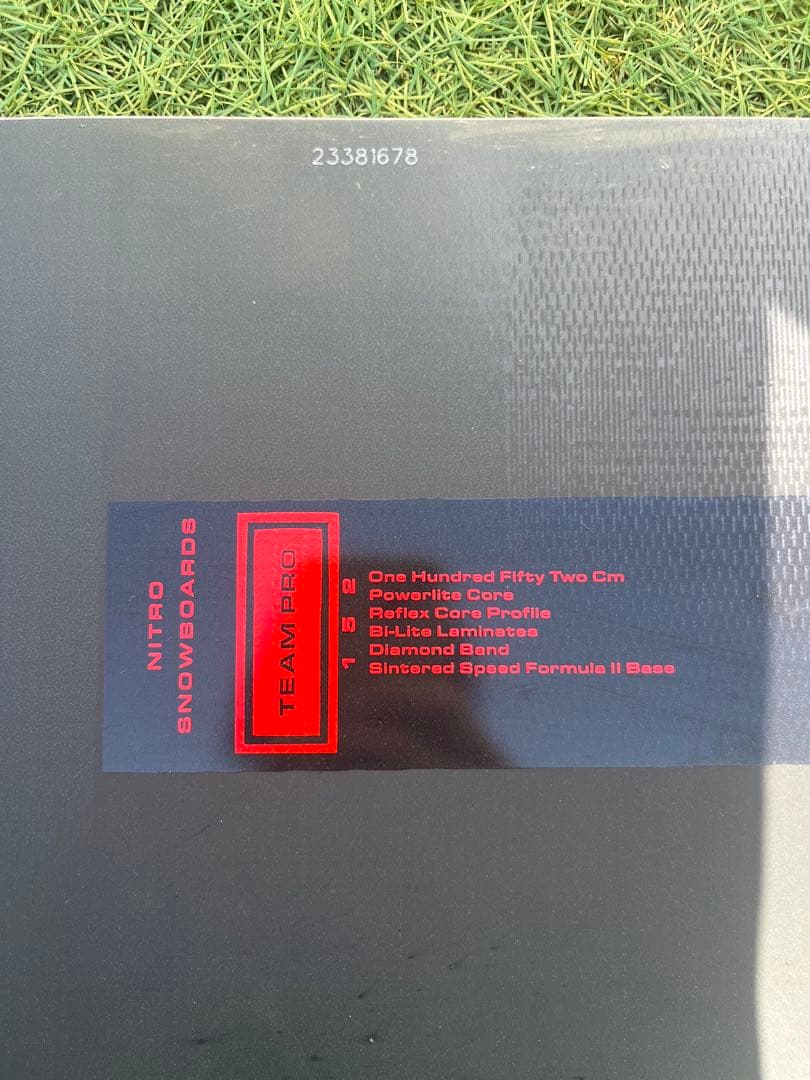 23381678
NITRO
SNOWBOARDS
TEAM PRO
152
One Hundred Fifty Two Cm
Powerlite Core
Reflex Core Profile
Bi-Lite Laminates
Diamond Band
Sintered Speed Formula II Base